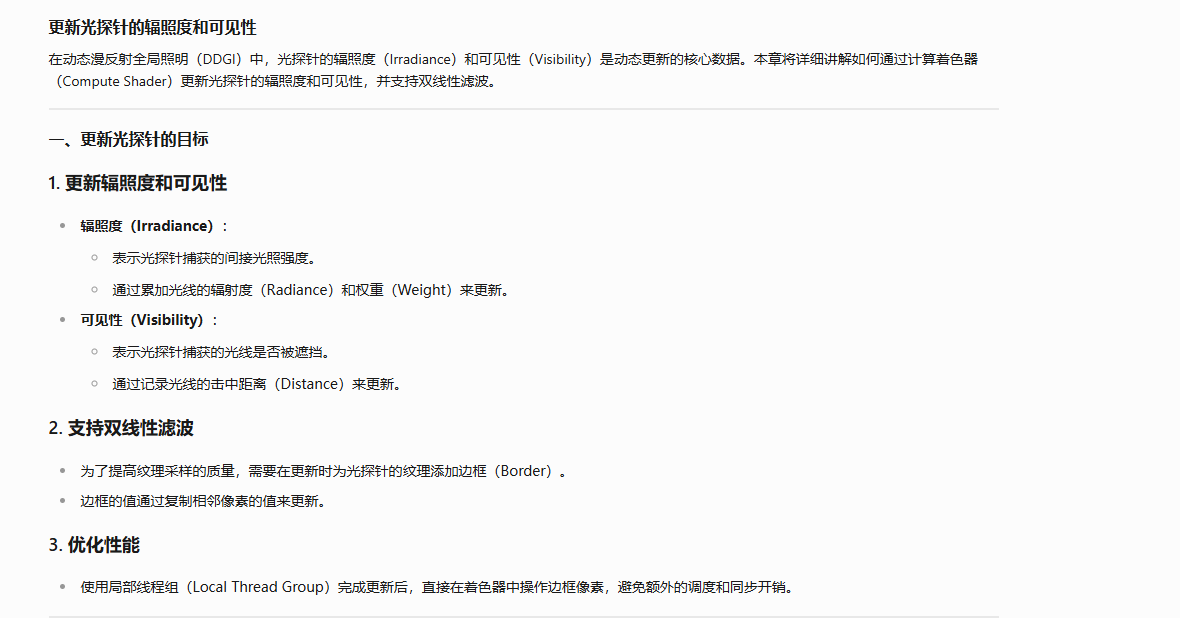 更新光探针的辐照度和可见性
在动态漫反射全局照明（DDGI）中，光探针的辐照度（Irradiance）和可见性（Visibility）是动态更新的核心数据。本章将详细讲解如何通过计算着色器
（Compute Shader）更新光探针的辐照度和可见性，并支持双线性滤波。
一、更新光探针的目标
1. 更新辐照度和可见性
• 辐照度（Irradiance）：
○ 表示光探针捕获的间接光照强度。
○ 通过累加光线的辐射度（Radiance）和权重（Weight）来更新。
• 可见性（Visibility）：
○ 表示光探针捕获的光线是否被遮挡。
○ 通过记录光线的击中距离（Distance）来更新。
2. 支持双线性滤波
• 为了提高纹理采样的质量，需要在更新时为光探针的纹理添加边框（Border）。
• 边框的值通过复制相邻像素的值来更新。
3. 优化性能
• 使用局部线程组（Local Thread Group）完成更新后，直接在着色器中操作边框像素，避免额外的调度和同步开销。